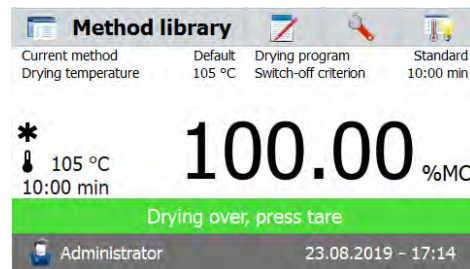 Method library
Current method Default Drying program Standard
Drying temperature 105 °C Switch-off criterion 10:00 min
* 
105 °C
10:00 min
100.00 %MC
Drying over, press tare
Administrator 23.08.2019 - 17:14